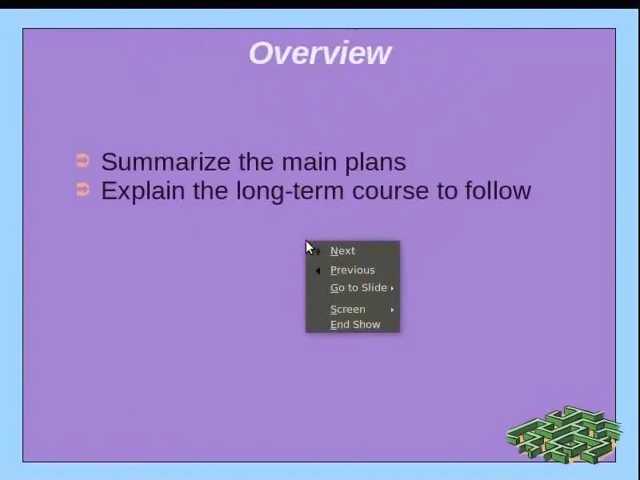 Overview
Summarize the main plans
Explain the long-term course to follow
Next
Previous
Go to Slide
Screen
End Show